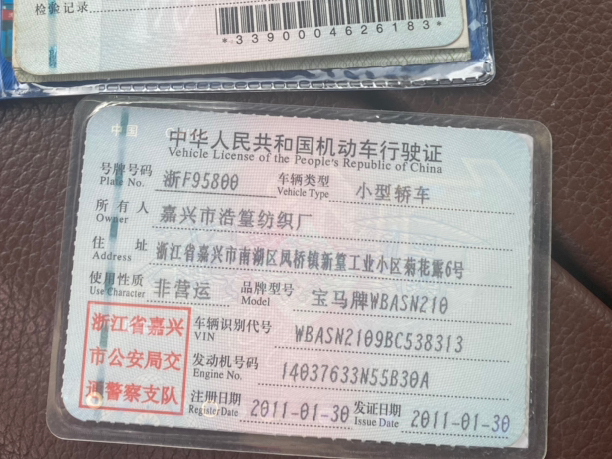 检验记录
*3390004626183*
中国
中华人民共和国机动车行驶证
Vehicle License of the People's Republic of China
号牌号码 浙F95800 车辆类型 小型轿车
Plate No. Vehicle Type
所有人 嘉兴市浩篁纺织厂
Owner
住址 浙江省嘉兴市南湖区凤桥镇新篁工业小区菊花露6号
Address
使用性质 非营运 品牌型号 宝马牌WBASN210
Use Character Model
浙江省嘉兴
市公安局交
通警察支队
车辆识别代号 WBASN2109BC538313
VIN
发动机号码 14037633N55B30A
Engine No.
注册日期 2011-01-30 发证日期 2011-01-30
Register Date Issue Date